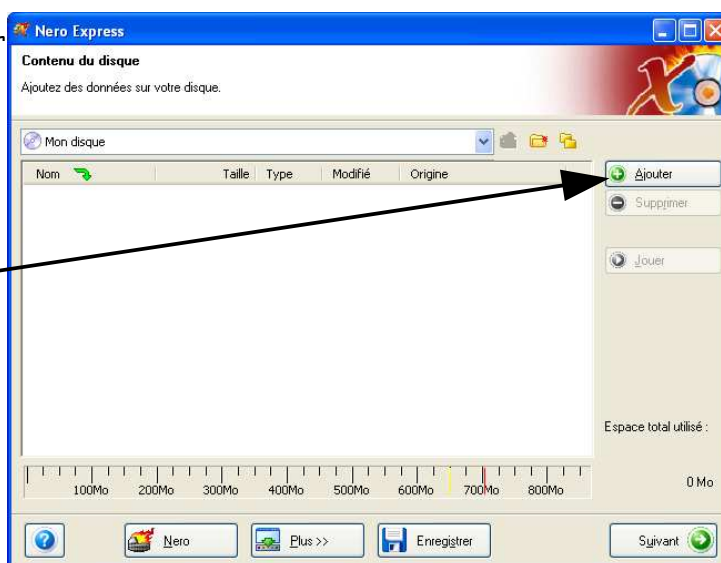 Nero Express
Contenu du disque
Ajoutez des données sur votre disque.
Mon disque
Nom Taille Type Modifié Origine
Ajouter
Supprimer
Jouer
Espace total utilisé :
100Mo 200Mo 300Mo 400Mo 500Mo 600Mo 700Mo 800Mo
0 Mo
Nero Plus >> Enregistrer Suivant